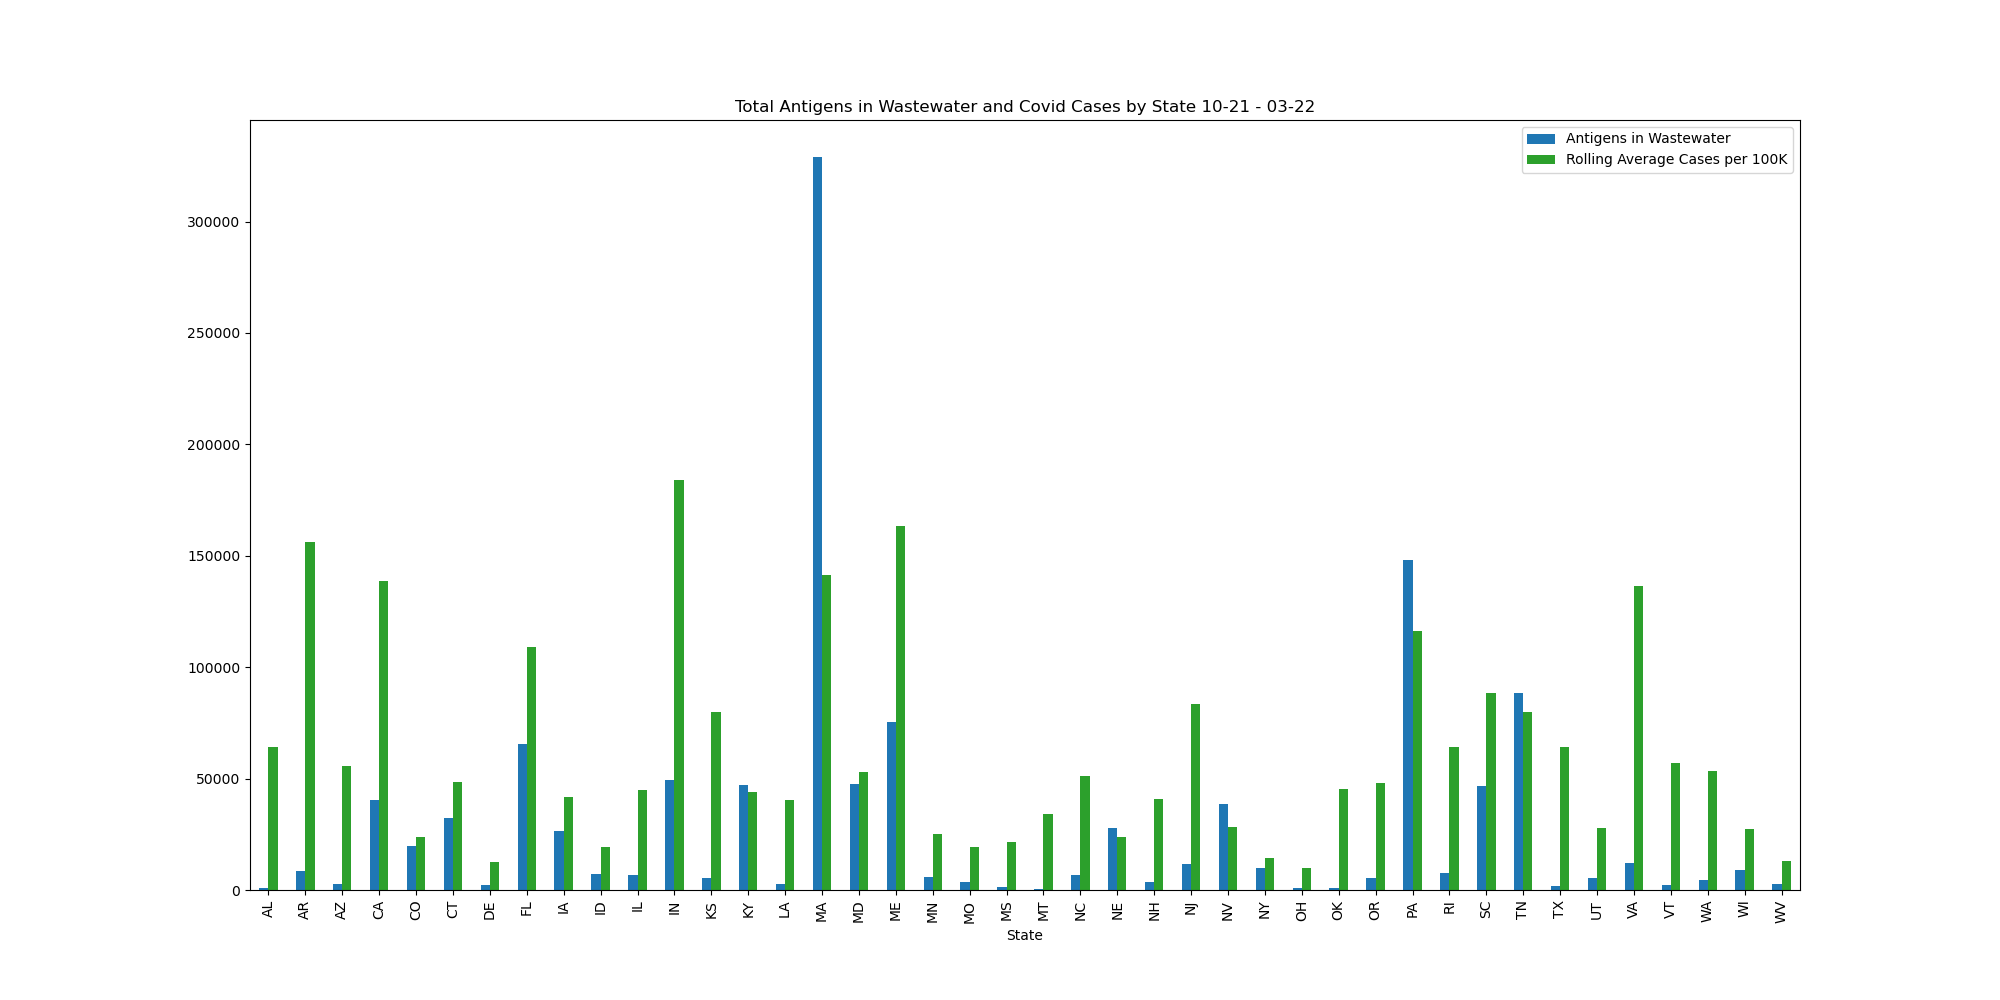 Total Antigens in Wastewater and Covid Cases by State 10-21 - 03-22
Antigens in Wastewater
Rolling Average Cases per 100K
300000
250000
200000
150000
100000
50000
0
AL AR AZ CA CO CT DE FL IA ID IL IN KS KY LA MA MD ME MN MO MS MT NC NE NH NJ NV NY OH OK OR PA RI SC TN TX UT VA VT WA WI WV
State